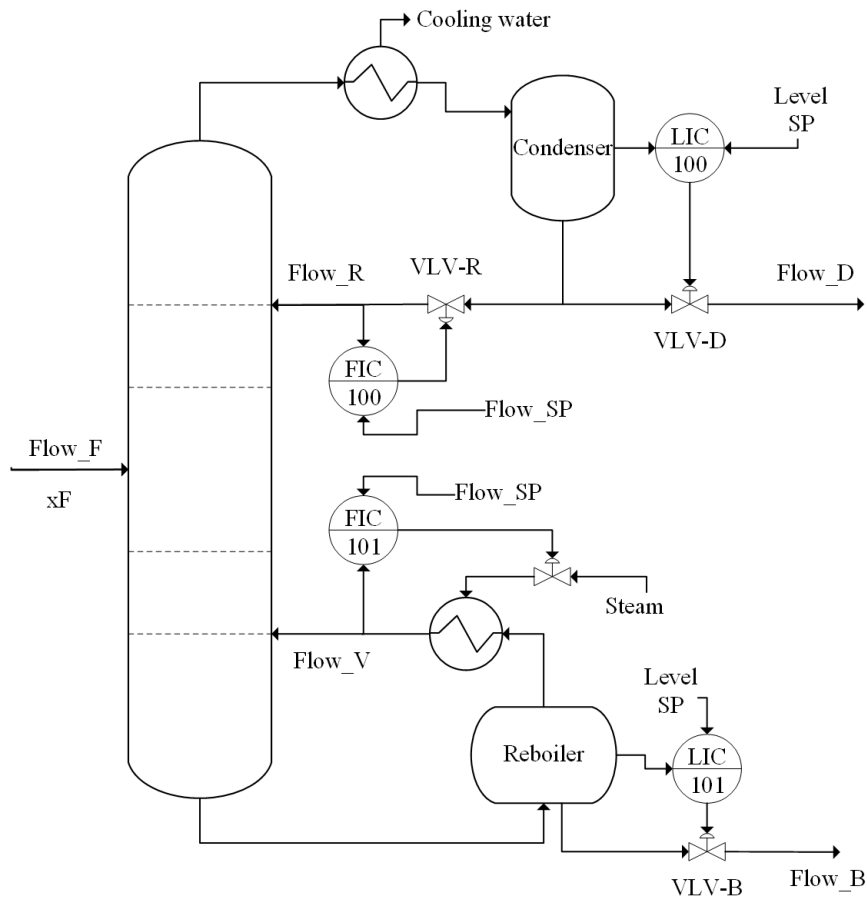 Cooling water
Level
SP
Condenser
LIC
100
Flow_R
VLV-R
Flow_D
VLV-D
FIC
100
Flow_SP
Flow_F
xF
Flow_SP
FIC
101
Steam
Flow_V
Level
SP
Reboiler
LIC
101
VLV-B
Flow_B